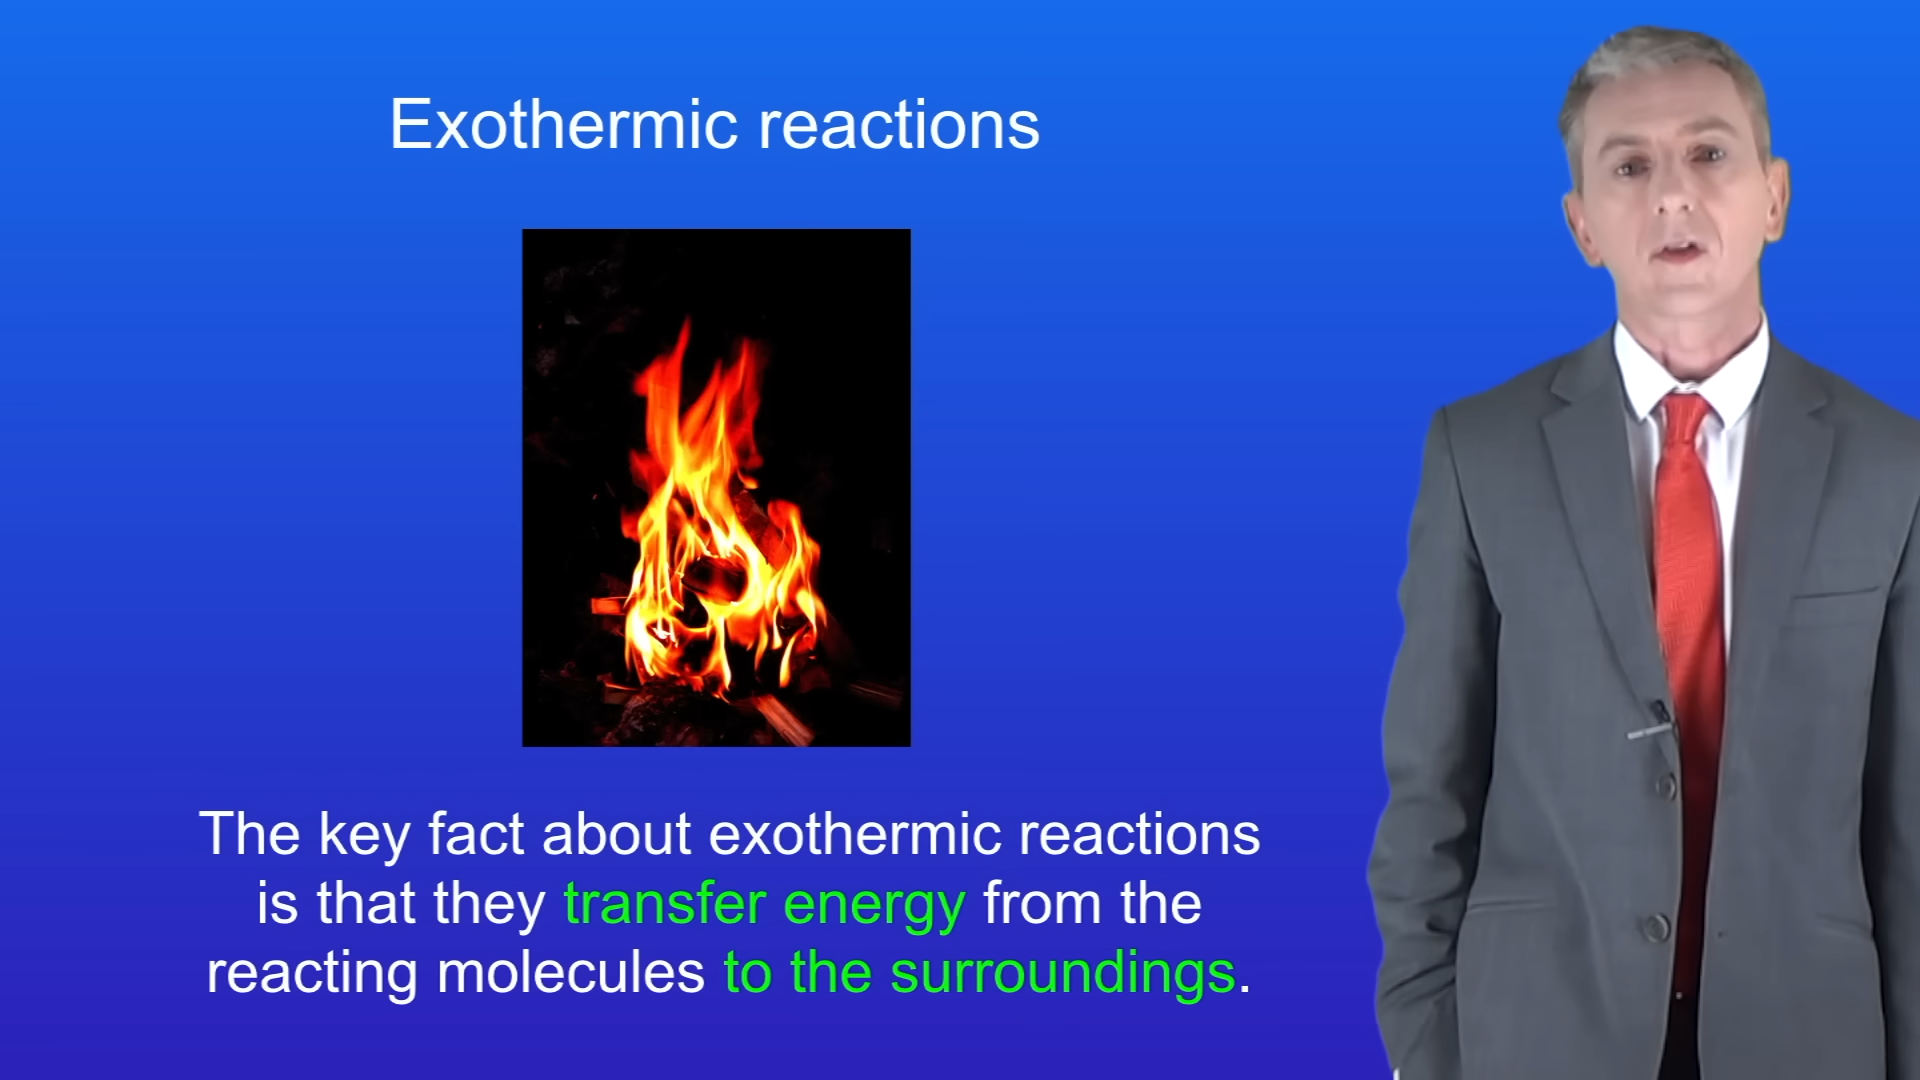 Exothermic reactions
The key fact about exothermic reactions
is that they transfer energy from the
reacting molecules to the surroundings.